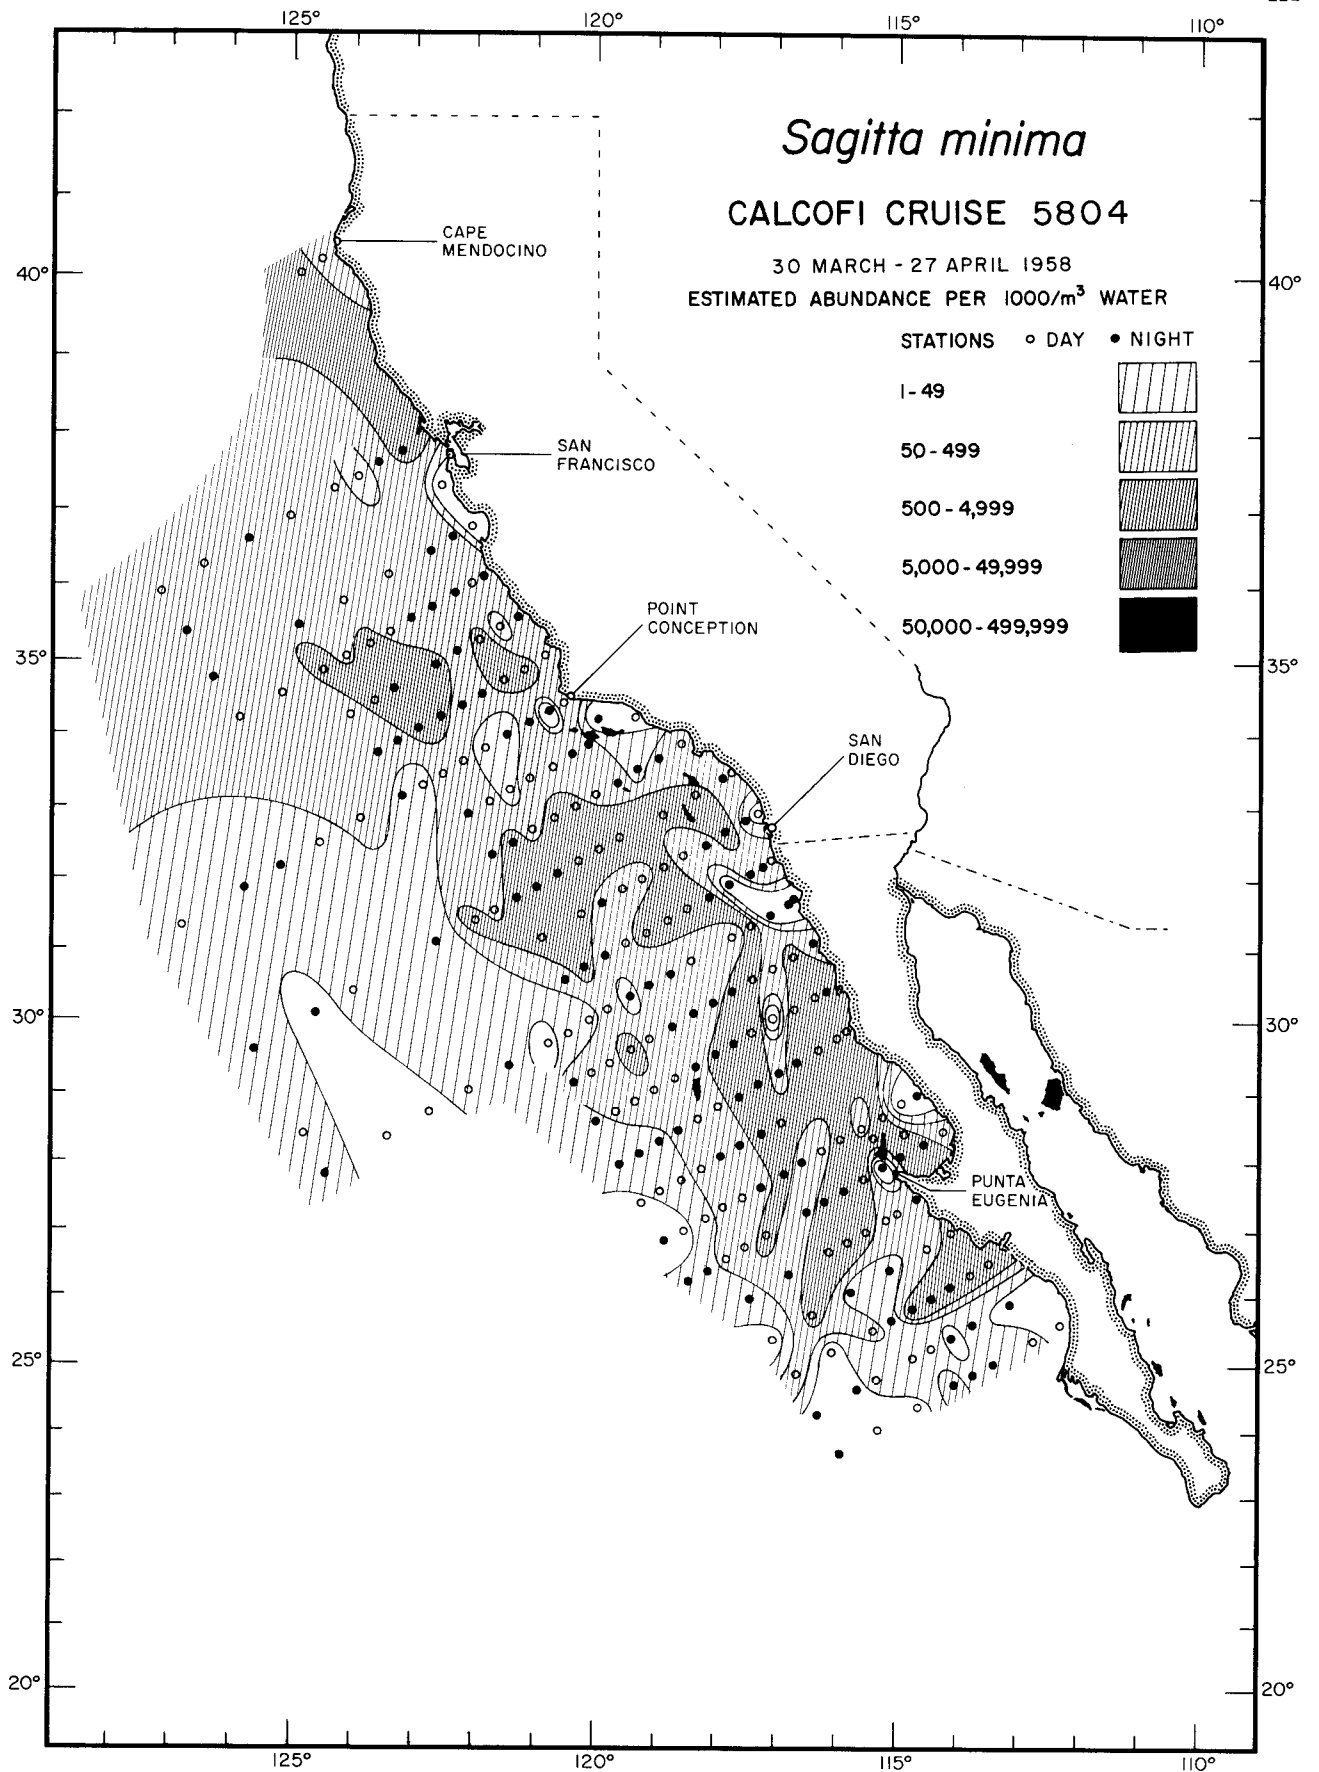 125° 120° 115° 110°
Sagitta minima
CALCOFI CRUISE 5804
30 MARCH - 27 APRIL 1958
ESTIMATED ABUNDANCE PER 1000/m³ WATER
STATIONS ○ DAY ● NIGHT
1-49
50-499
500-4,999
5,000-49,999
50,000-499,999
CAPE
MENDOCINO
40° 40°
SAN
FRANCISCO
POINT
CONCEPTION
35° 35°
SAN
DIEGO
30° 30°
PUNTA
EUGENIA
25° 25°
20° 20°
125° 120° 115° 110°